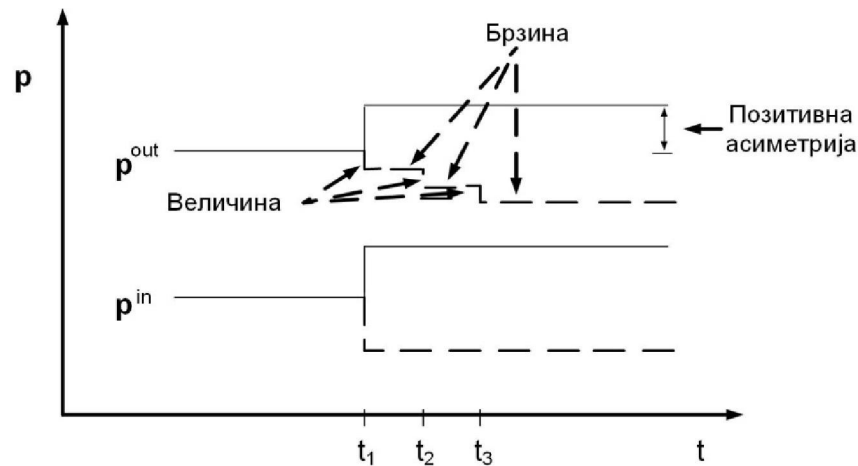 Брзина
p
Позитивна
асиметрија
p out
Величина
p in
t1 t2 t3 t